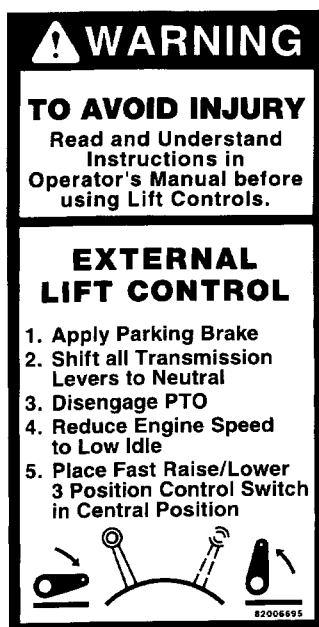 WARNING
TO AVOID INJURY
Read and Understand
Instructions in
Operator's Manual before
using Lift Controls.
EXTERNAL
LIFT CONTROL
1. Apply Parking Brake
2. Shift all Transmission
Levers to Neutral
3. Disengage PTO
4. Reduce Engine Speed
to Low Idle
5. Place Fast Raise/Lower
3 Position Control Switch
in Central Position
82006695